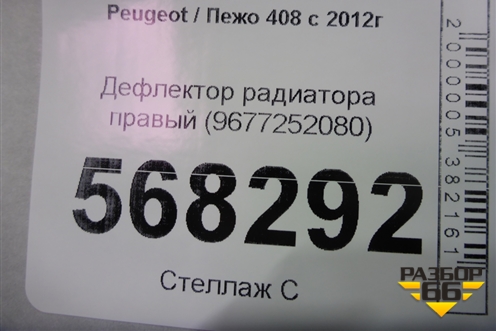 Peugeot / Пежо 408 с 2012г
Дефлектор радиатора
правый (9677252080)
568292
Стеллаж С
2000005382161
РАЗБОР
66